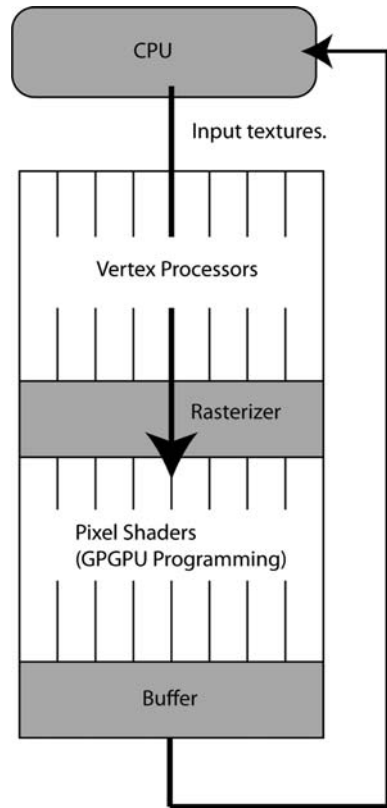 CPU
Input textures.
Vertex Processors
Rasterizer
Pixel Shaders
(GPGPU Programming)
Buffer